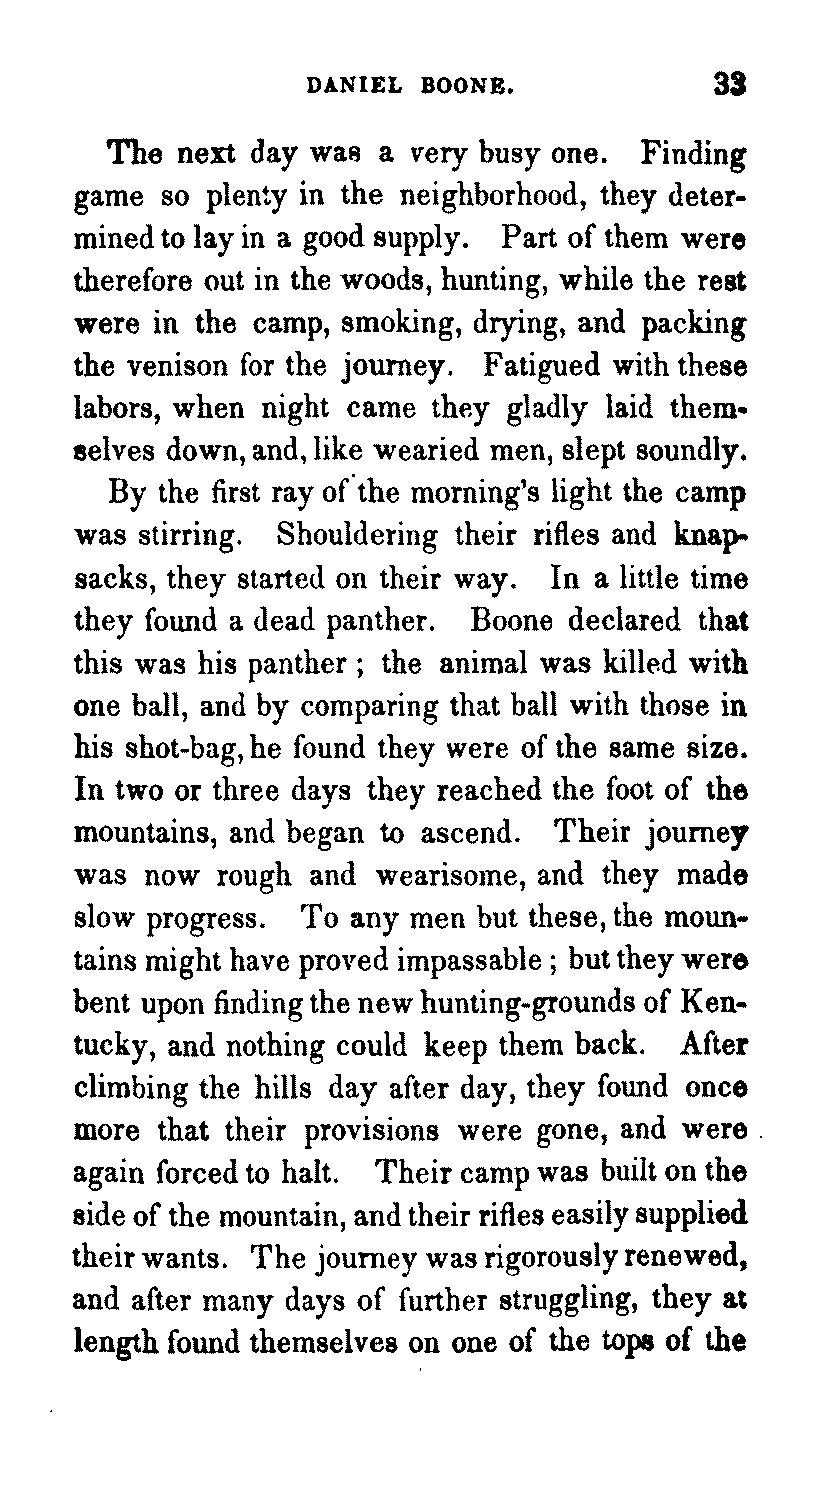 DANIEL BOONE. 33
The next day was a very busy one. Finding
game so plenty in the neighborhood, they deter-
mined to lay in a good supply. Part of them were
therefore out in the woods, hunting, while the rest
were in the camp, smoking, drying, and packing
the venison for the journey. Fatigued with these
labors, when night came they gladly laid them-
selves down, and, like wearied men, slept soundly.
By the first ray of the morning's light the camp
was stirring. Shouldering their rifles and knap-
sacks, they started on their way. In a little time
they found a dead panther. Boone declared that
this was his panther ; the animal was killed with
one ball, and by comparing that ball with those in
his shot-bag, he found they were of the same size.
In two or three days they reached the foot of the
mountains, and began to ascend. Their journey
was now rough and wearisome, and they made
slow progress. To any men but these, the moun-
tains might have proved impassable ; but they were
bent upon finding the new hunting-grounds of Ken-
tucky, and nothing could keep them back. After
climbing the hills day after day, they found once
more that their provisions were gone, and were
again forced to halt. Their camp was built on the
side of the mountain, and their rifles easily supplied
their wants. The journey was rigorously renewed,
and after many days of further struggling, they at
length found themselves on one of the tops of the